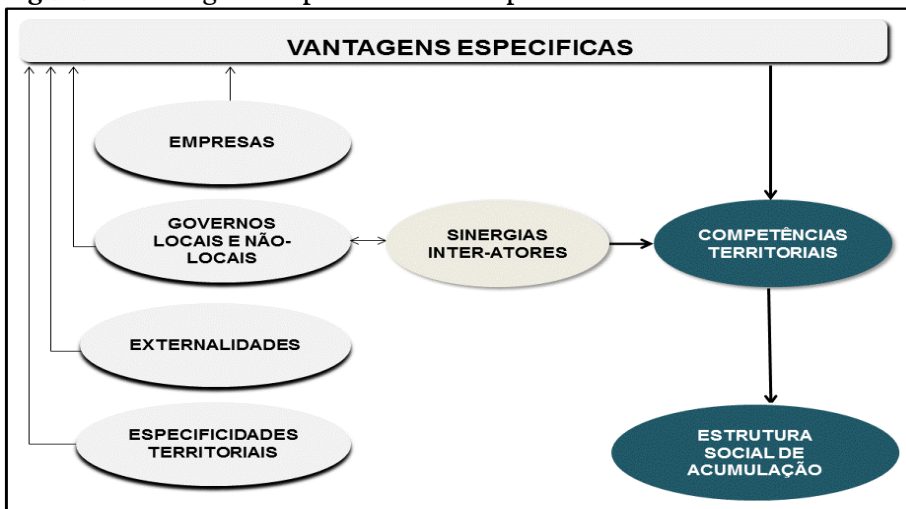 VANTAGENS ESPECIFICAS
EMPRESAS
GOVERNOS
LOCAIS E NÃO-
LOCAIS
SINERGIAS
INTER-ATORES
COMPETÊNCIAS
TERRITORIAIS
EXTERNALIDADES
ESPECIFICIDADES
TERRITORIAIS
ESTRUTURA
SOCIAL DE
ACUMULAÇÃO